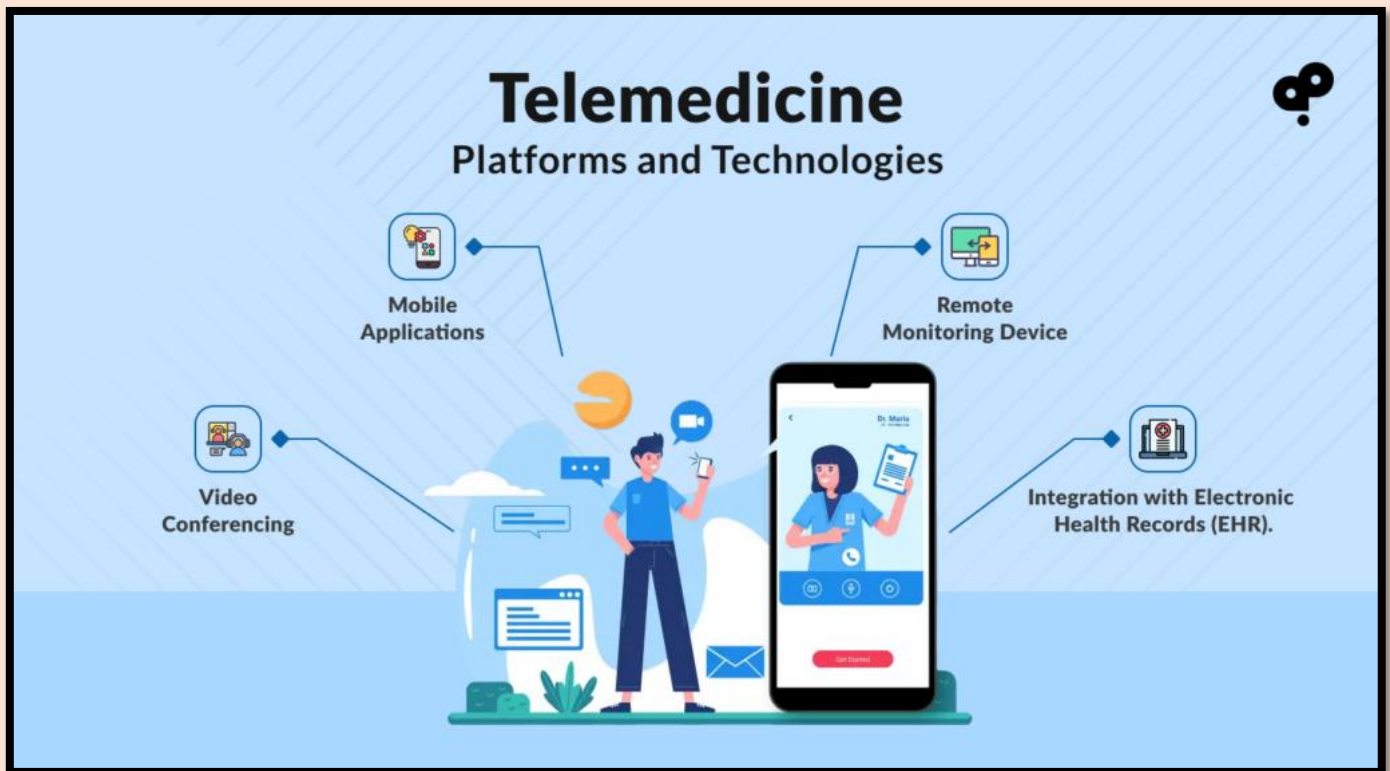 Telemedicine
Platforms and Technologies
Mobile
Applications
Remote
Monitoring Device
Video
Conferencing
Integration with Electronic
Health Records (EHR).
Dr. Maria
Get Started